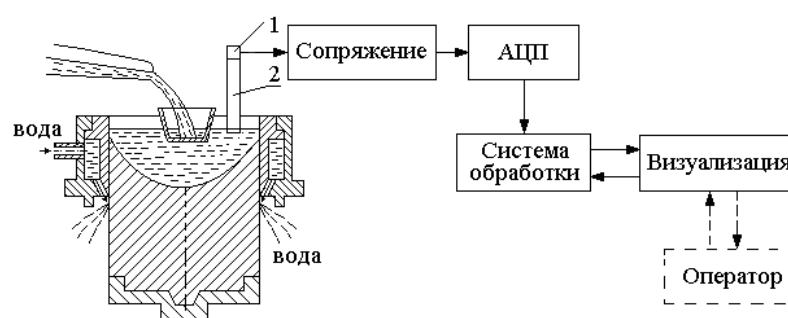 1
Сопряжение
АЦП
2
вода
Система
обработки
Визуализация
вода
Оператор